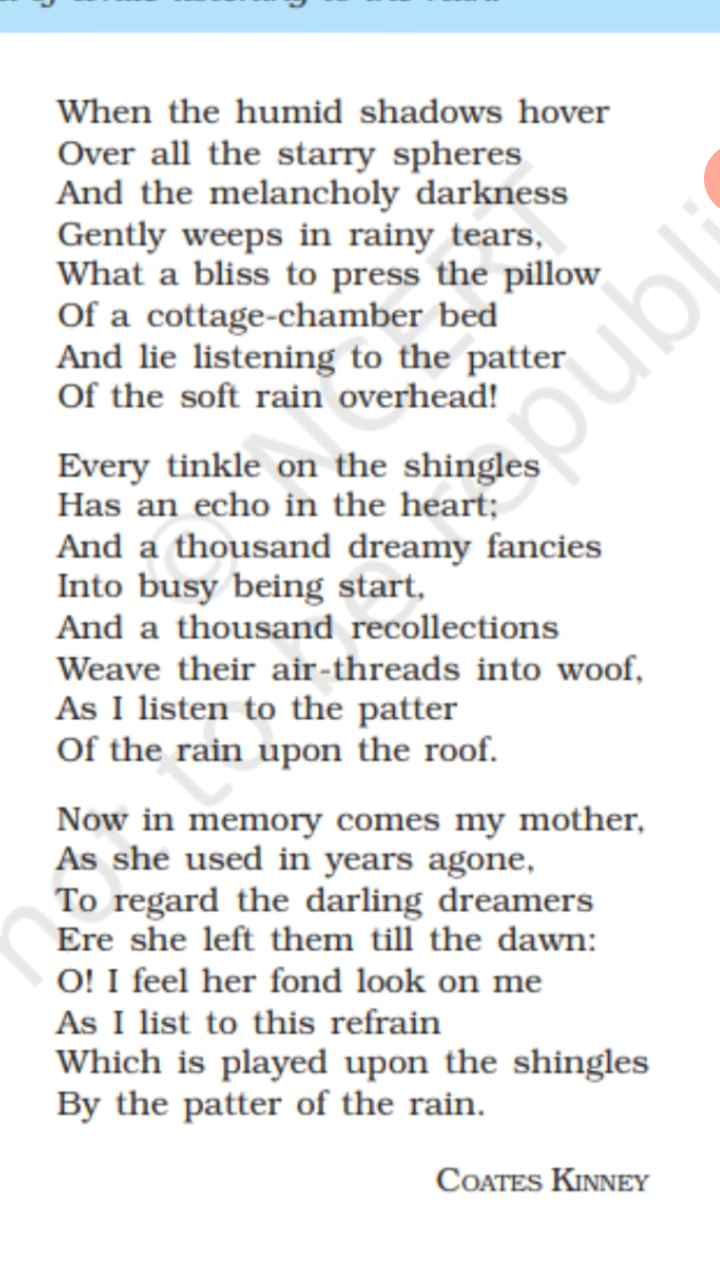 When the humid shadows hover
Over all the starry spheres
And the melancholy darkness
Gently weeps in rainy tears,
What a bliss to press the pillow
Of a cottage-chamber bed
And lie listening to the patter
Of the soft rain overhead!
Every tinkle on the shingles
Has an echo in the heart;
And a thousand dreamy fancies
Into busy being start,
And a thousand recollections
Weave their air-threads into woof,
As I listen to the patter
Of the rain upon the roof.
Now in memory comes my mother,
As she used in years agone,
To regard the darling dreamers
Ere she left them till the dawn:
O! I feel her fond look on me
As I list to this refrain
Which is played upon the shingles
By the patter of the rain.
COATES KINNEY
© NCERT
not to be republi